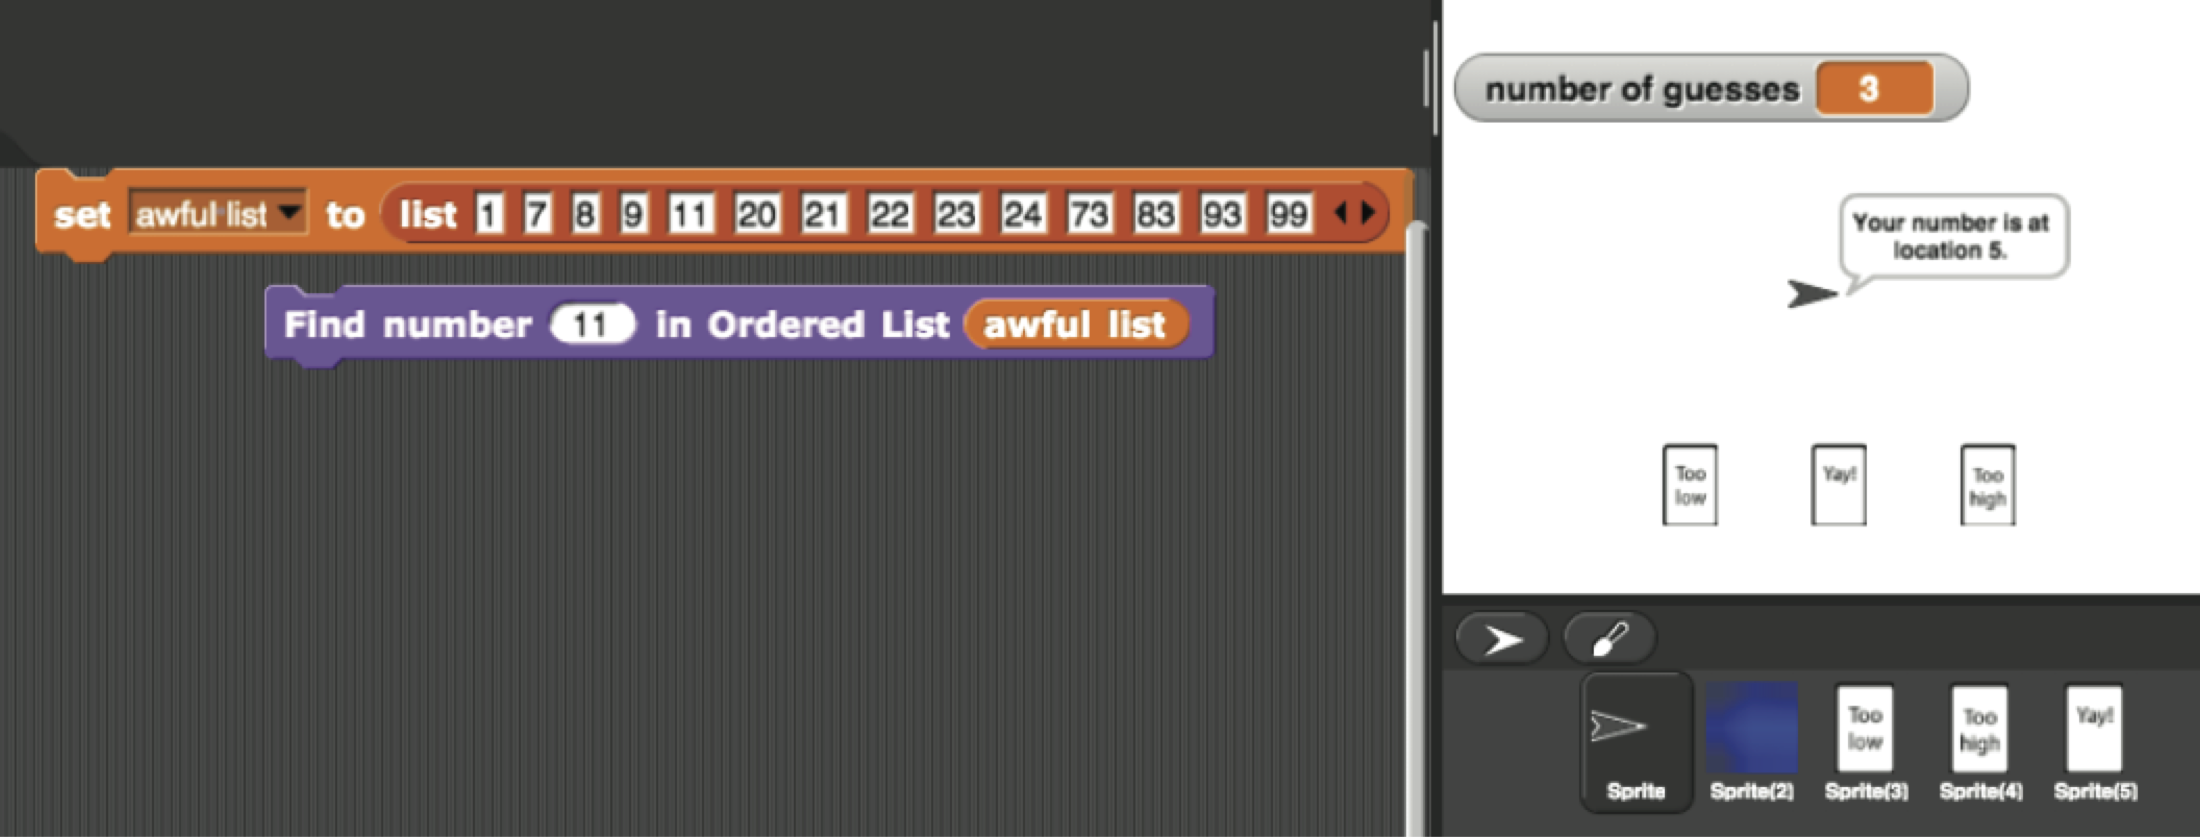 set awful list to list 1 7 8 9 11 20 21 22 23 24 73 83 93 99
Find number 11 in Ordered List awful list
number of guesses 3
Your number is at
location 5.
Too
low
Yay!
Too
high
Sprite
Sprite(2)
Too
low
Sprite(3)
Too
high
Sprite(4)
Yay!
Sprite(5)